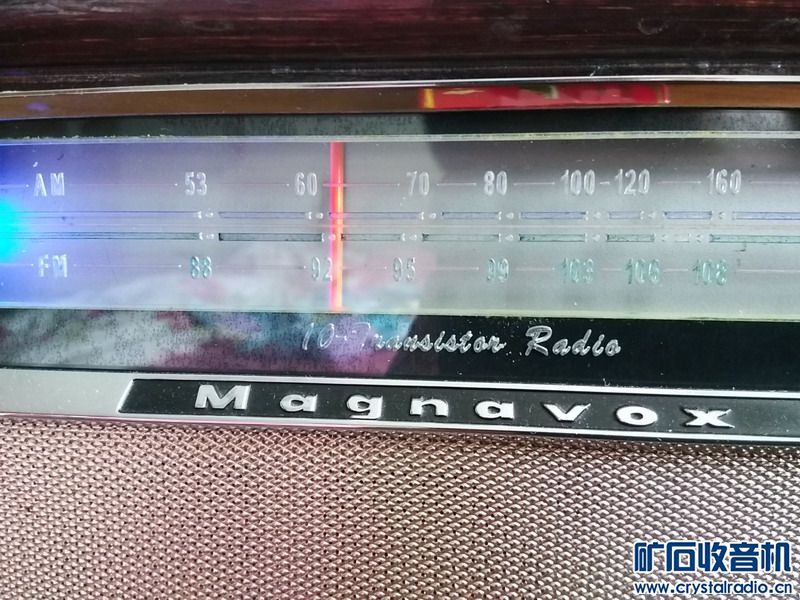 AM 53 60 70 80 100 120 160
FM 88 92 95 99 103 106 108
10-Transistor Radio
Magnavox
矿石收音机
www.crystalradio.cn